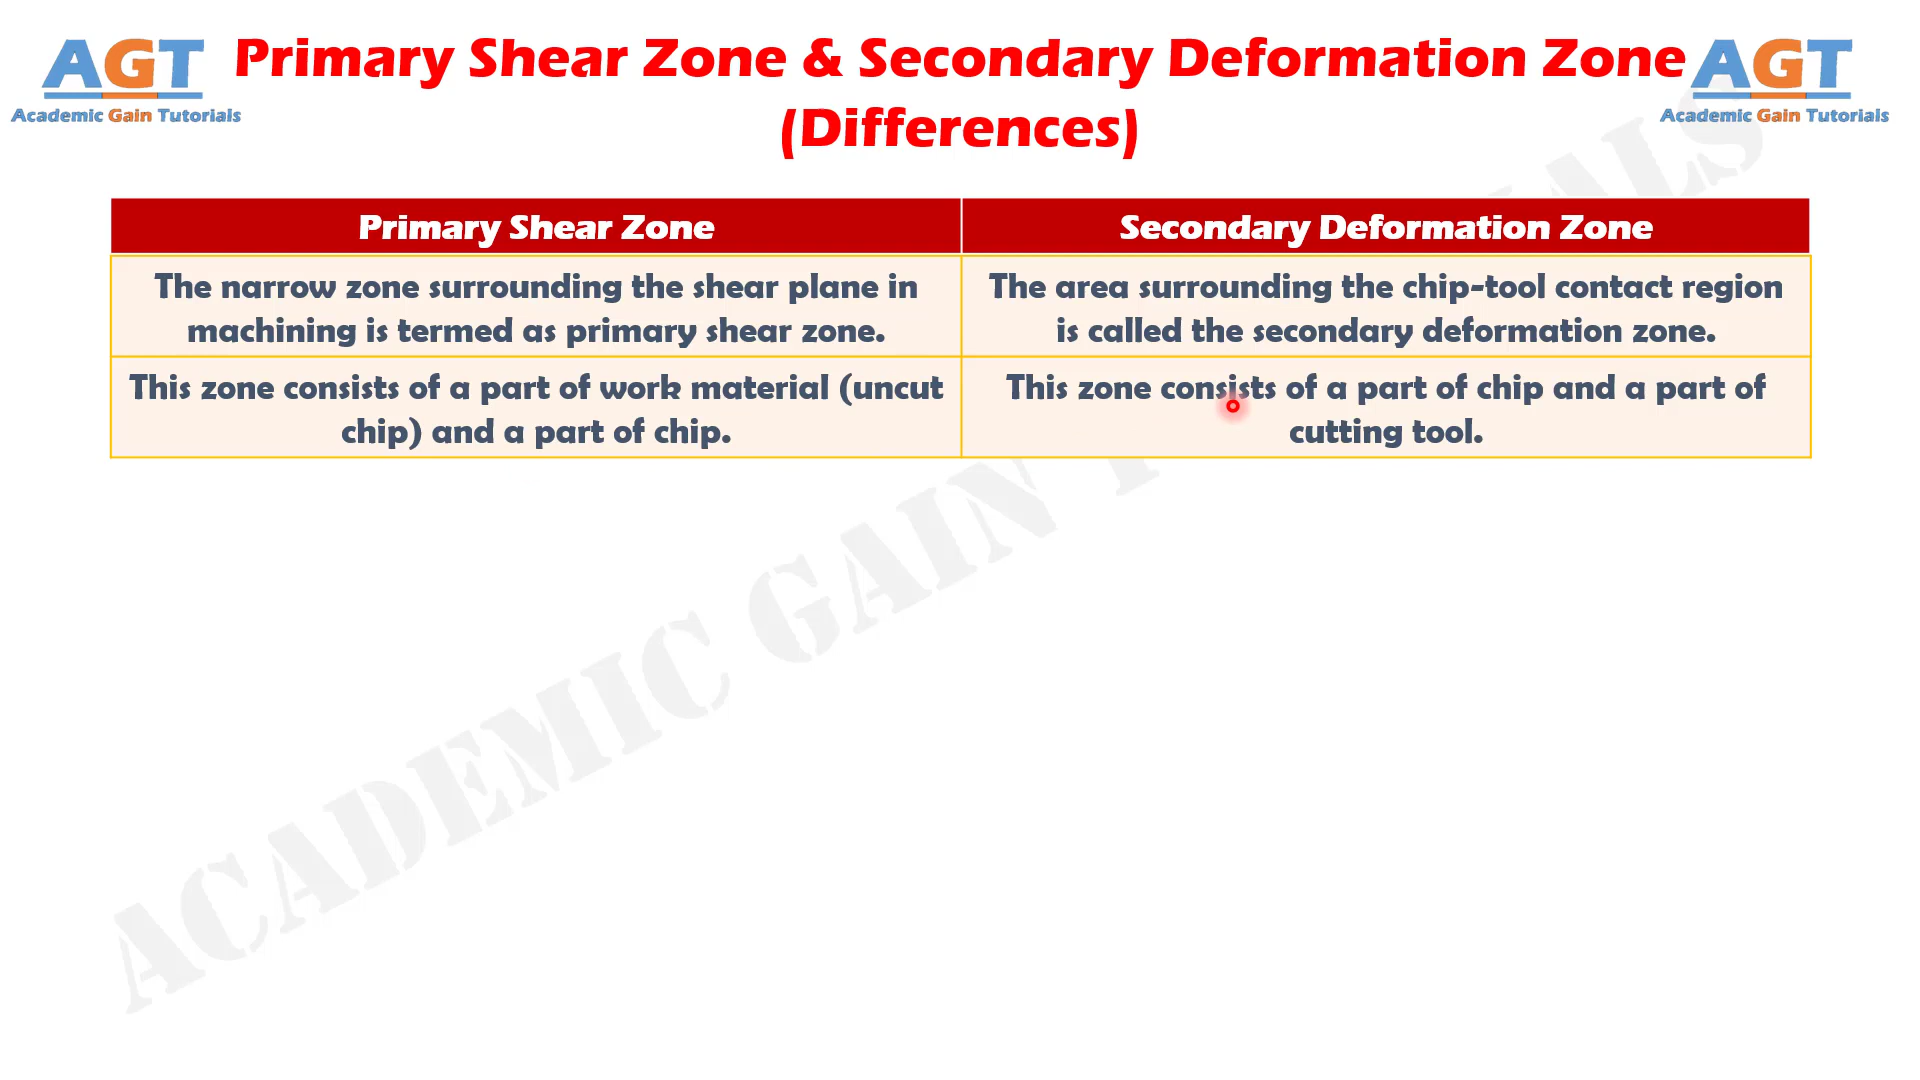 AGT
Academic Gain Tutorials
Primary Shear Zone & Secondary Deformation Zone
(Differences)
AGT
Academic Gain Tutorials
Primary Shear Zone
Secondary Deformation Zone
The narrow zone surrounding the shear plane in
machining is termed as primary shear zone.
The area surrounding the chip-tool contact region
is called the secondary deformation zone.
This zone consists of a part of work material (uncut
chip) and a part of chip.
This zone consists of a part of chip and a part of
cutting tool.
ACADEMIC GAIN